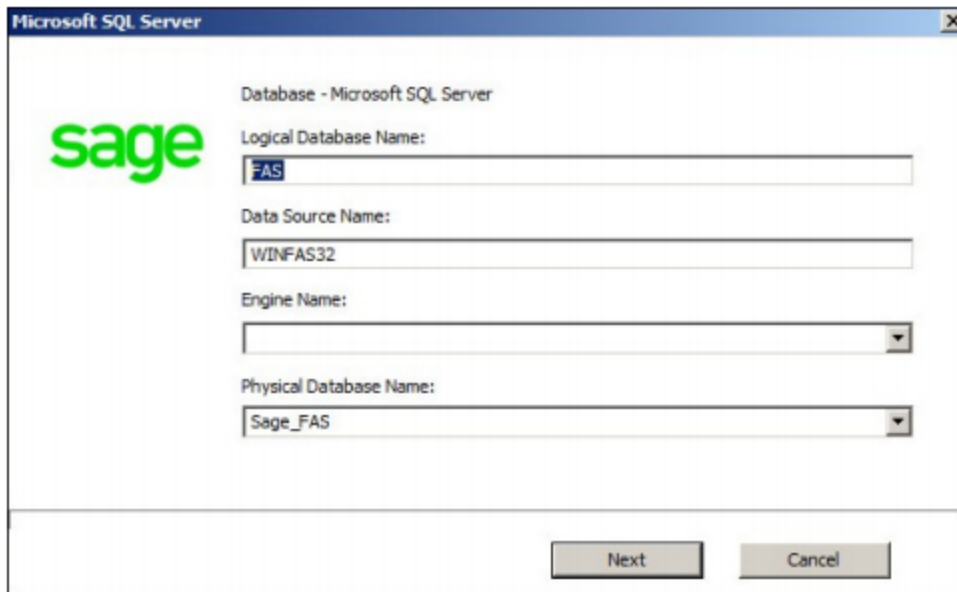 Microsoft SQL Server
Database - Microsoft SQL Server
sage
Logical Database Name:
FAS
Data Source Name:
WINFAS32
Engine Name:
Physical Database Name:
Sage_FAS
Next
Cancel